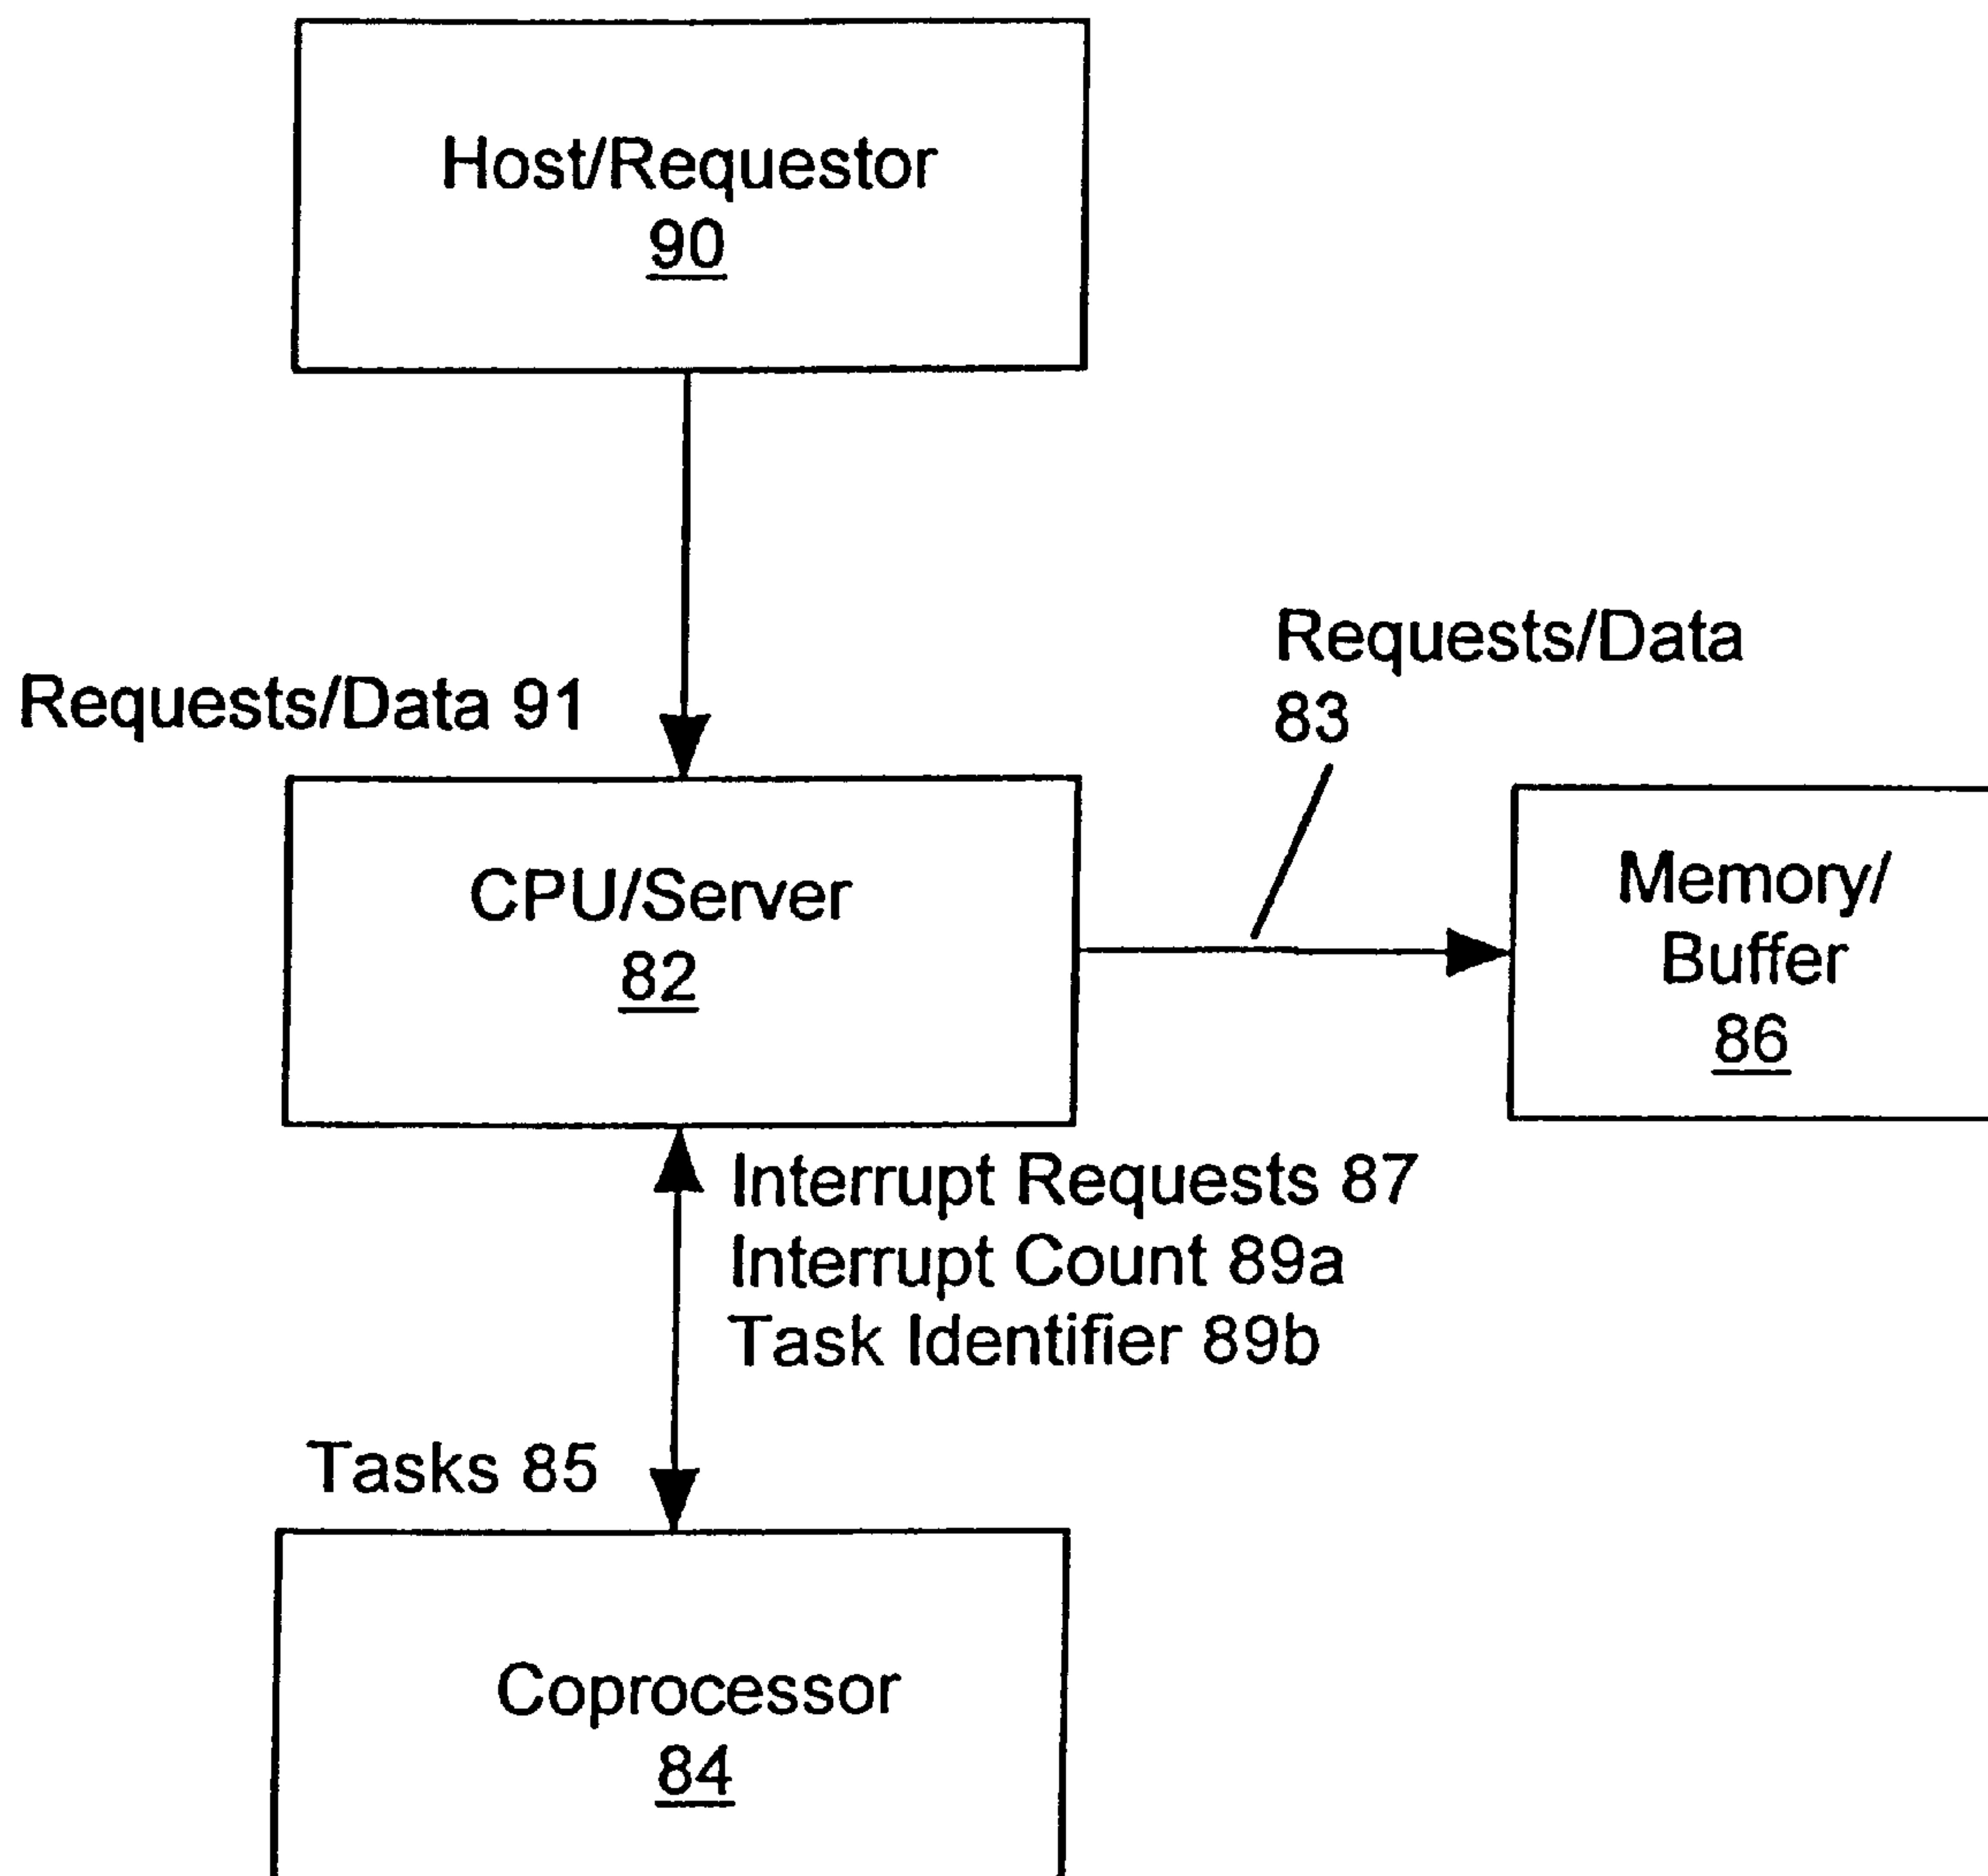 Host/Requestor
90
Requests/Data
83
Requests/Data 91
CPU/Server
82
Memory/
Buffer
86
Interrupt Requests 87
Interrupt Count 89a
Task Identifier 89b
Tasks 85
Coprocessor
84